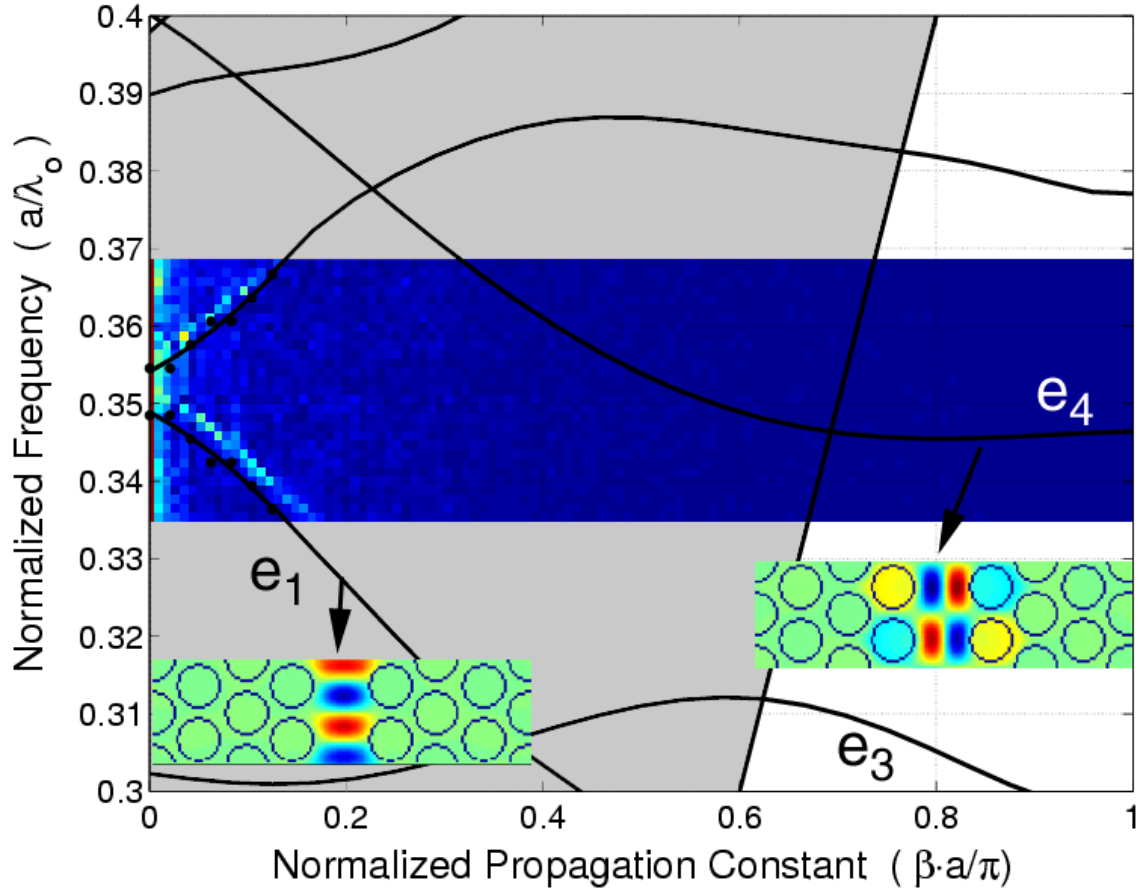 0.4
0.39
0.38
0.37
0.36
0.35
0.34
0.33
0.32
0.31
0.3
Normalized Frequency ( a/λo )
e4
e1
e3
0 0.2 0.4 0.6 0.8 1
Normalized Propagation Constant ( β·a/π)